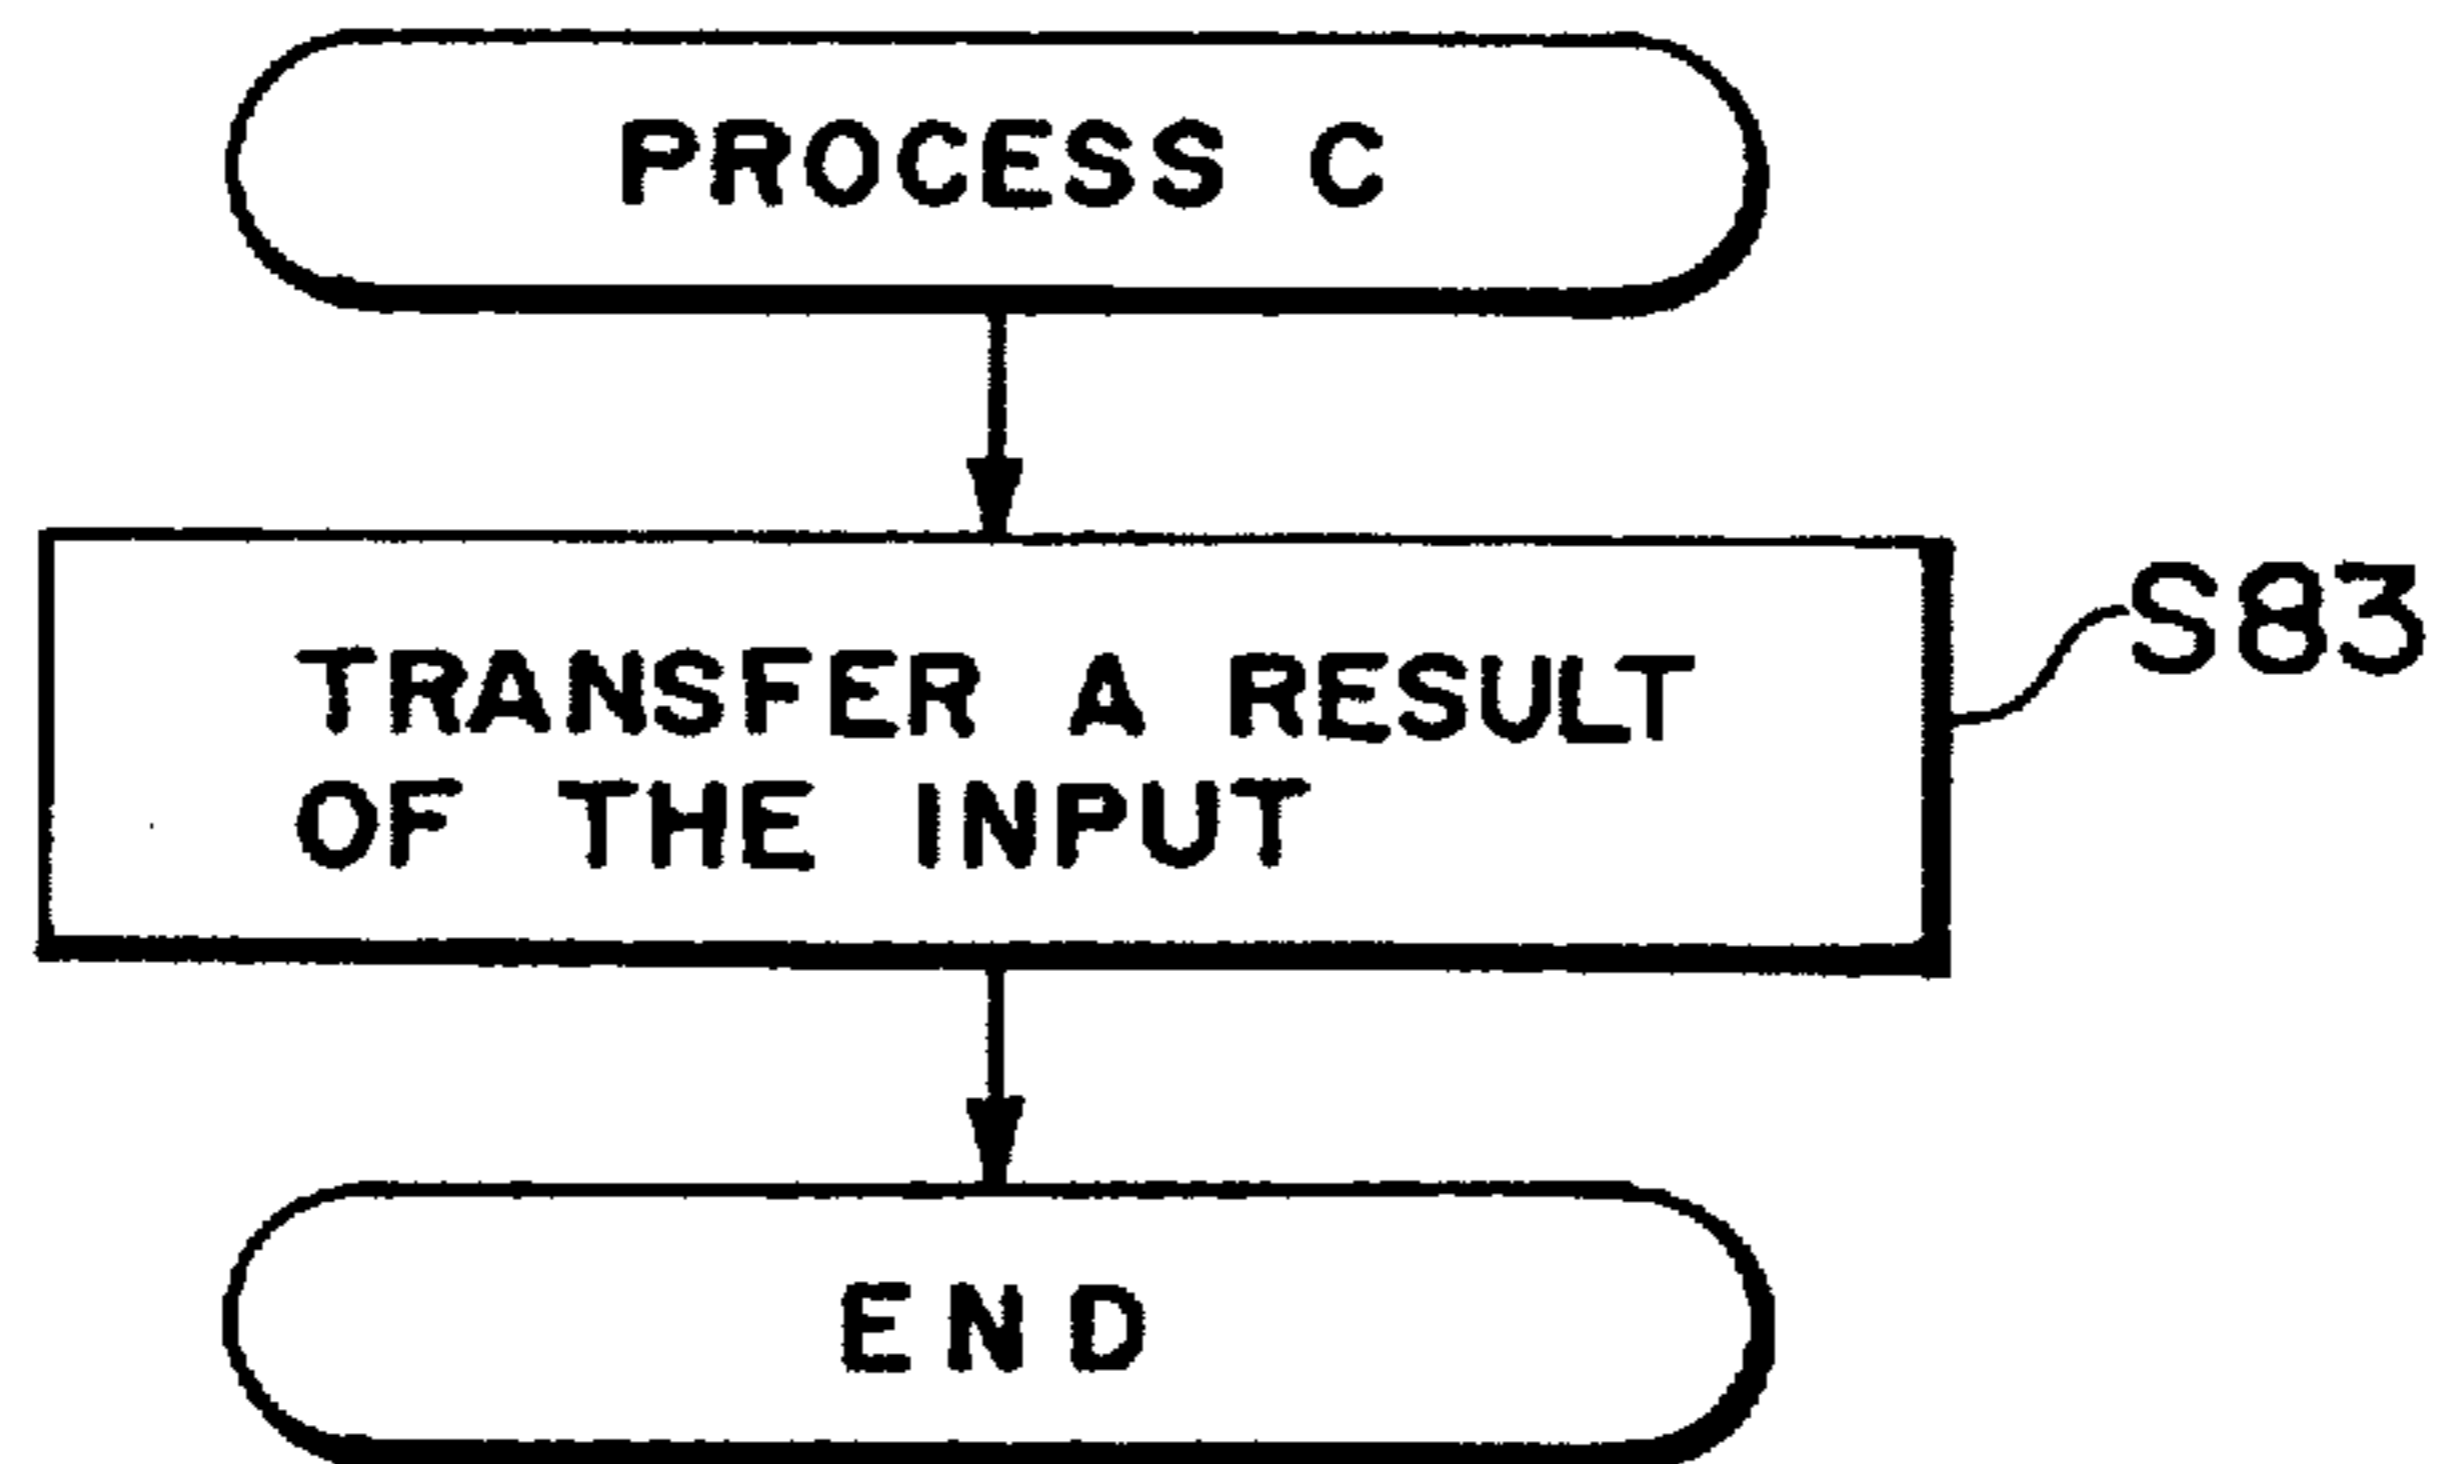 PROCESS C
S83
TRANSFER A RESULT
OF THE INPUT
END